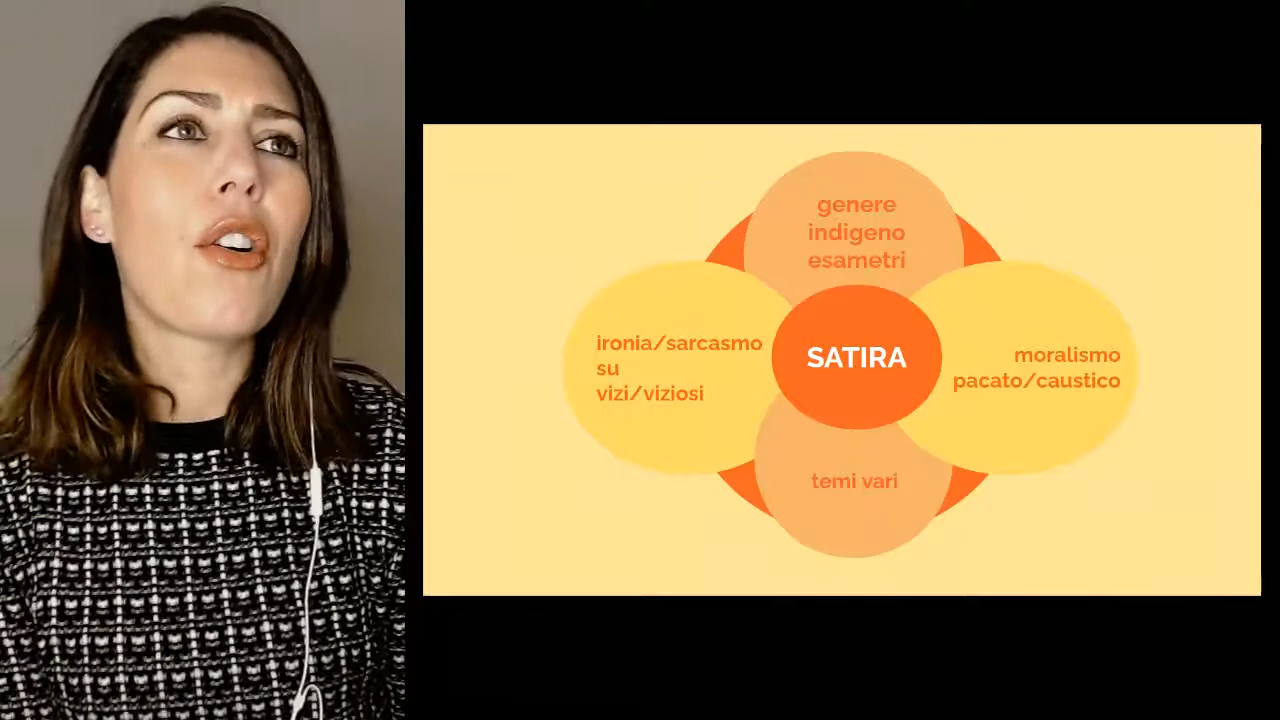 genere
indigeno
esametri
ironia/sarcasmo
su
vizi/viziosi
SATIRA
moralismo
pacato/caustico
temi vari